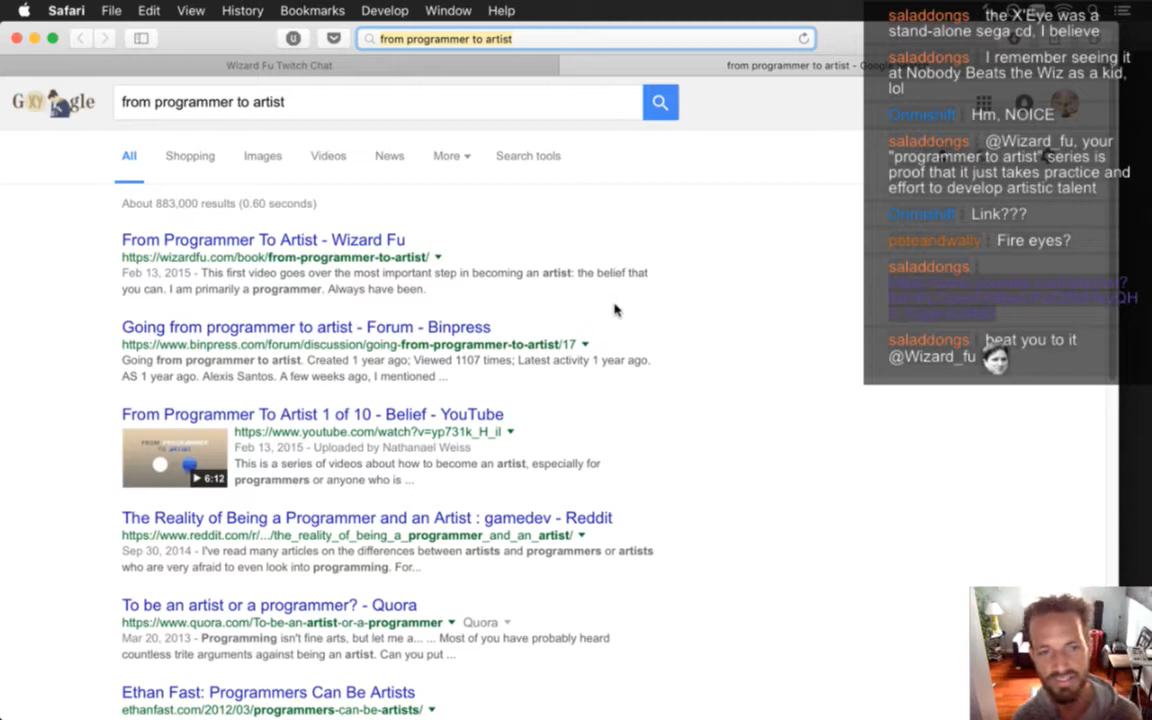 Safari File Edit View History Bookmarks Develop Window Help
from programmer to artist
Wizard Fu Twitch Chat
from programmer to artist - Go
G XY gle
from programmer to artist
All Shopping Images Videos News More Search tools
About 883,000 results (0.60 seconds)
From Programmer To Artist - Wizard Fu
https://wizardfu.com/book/from-programmer-to-artist/
Feb 13, 2015 - This first video goes over the most important step in becoming an artist: the belief that
you can. I am primarily a programmer. Always have been.
Going from programmer to artist - Forum - Binpress
https://www.binpress.com/forum/discussion/going-from-programmer-to-artist/17
Going from programmer to artist. Created 1 year ago; Viewed 1107 times; Latest activity 1 year ago.
AS 1 year ago. Alexis Santos. A few weeks ago, I mentioned ...
From Programmer To Artist 1 of 10 - Belief - YouTube
https://www.youtube.com/watch?v=yp731k_H_iI
FROM PROGRAMMER
TO ARTIST
6:12
Feb 13, 2015 - Uploaded by Nathanael Weiss
This is a series of videos about how to become an artist, especially for
programmers or anyone who is ...
The Reality of Being a Programmer and an Artist : gamedev - Reddit
https://www.reddit.com/r/.../the_reality_of_being_a_programmer_and_an_artist/
Sep 30, 2014 - I've read many articles on the differences between artists and programmers or artists
who are very afraid to even look into programming. For...
To be an artist or a programmer? - Quora
https://www.quora.com/To-be-an-artist-or-a-programmer Quora
Mar 20, 2013 - Programming isn't fine arts, but let me a... ... Most of you have probably heard
countless trite arguments against being an artist. Can you put ...
Ethan Fast: Programmers Can Be Artists
ethanfast.com/2012/03/programmers-can-be-artists/
saladdongs the X'Eye was a
stand-alone sega cd, I believe
saladdongs I remember seeing it
at Nobody Beats the Wiz as a kid,
lol
Onmishift Hm, NOICE
saladdongs @Wizard_fu, your
"programmer to artist" series is
proof that it just takes practice and
effort to develop artistic talent
Onmishift Link???
peteandwally Fire eyes?
saladdongs
saladdongs beat you to it
@Wizard_fu